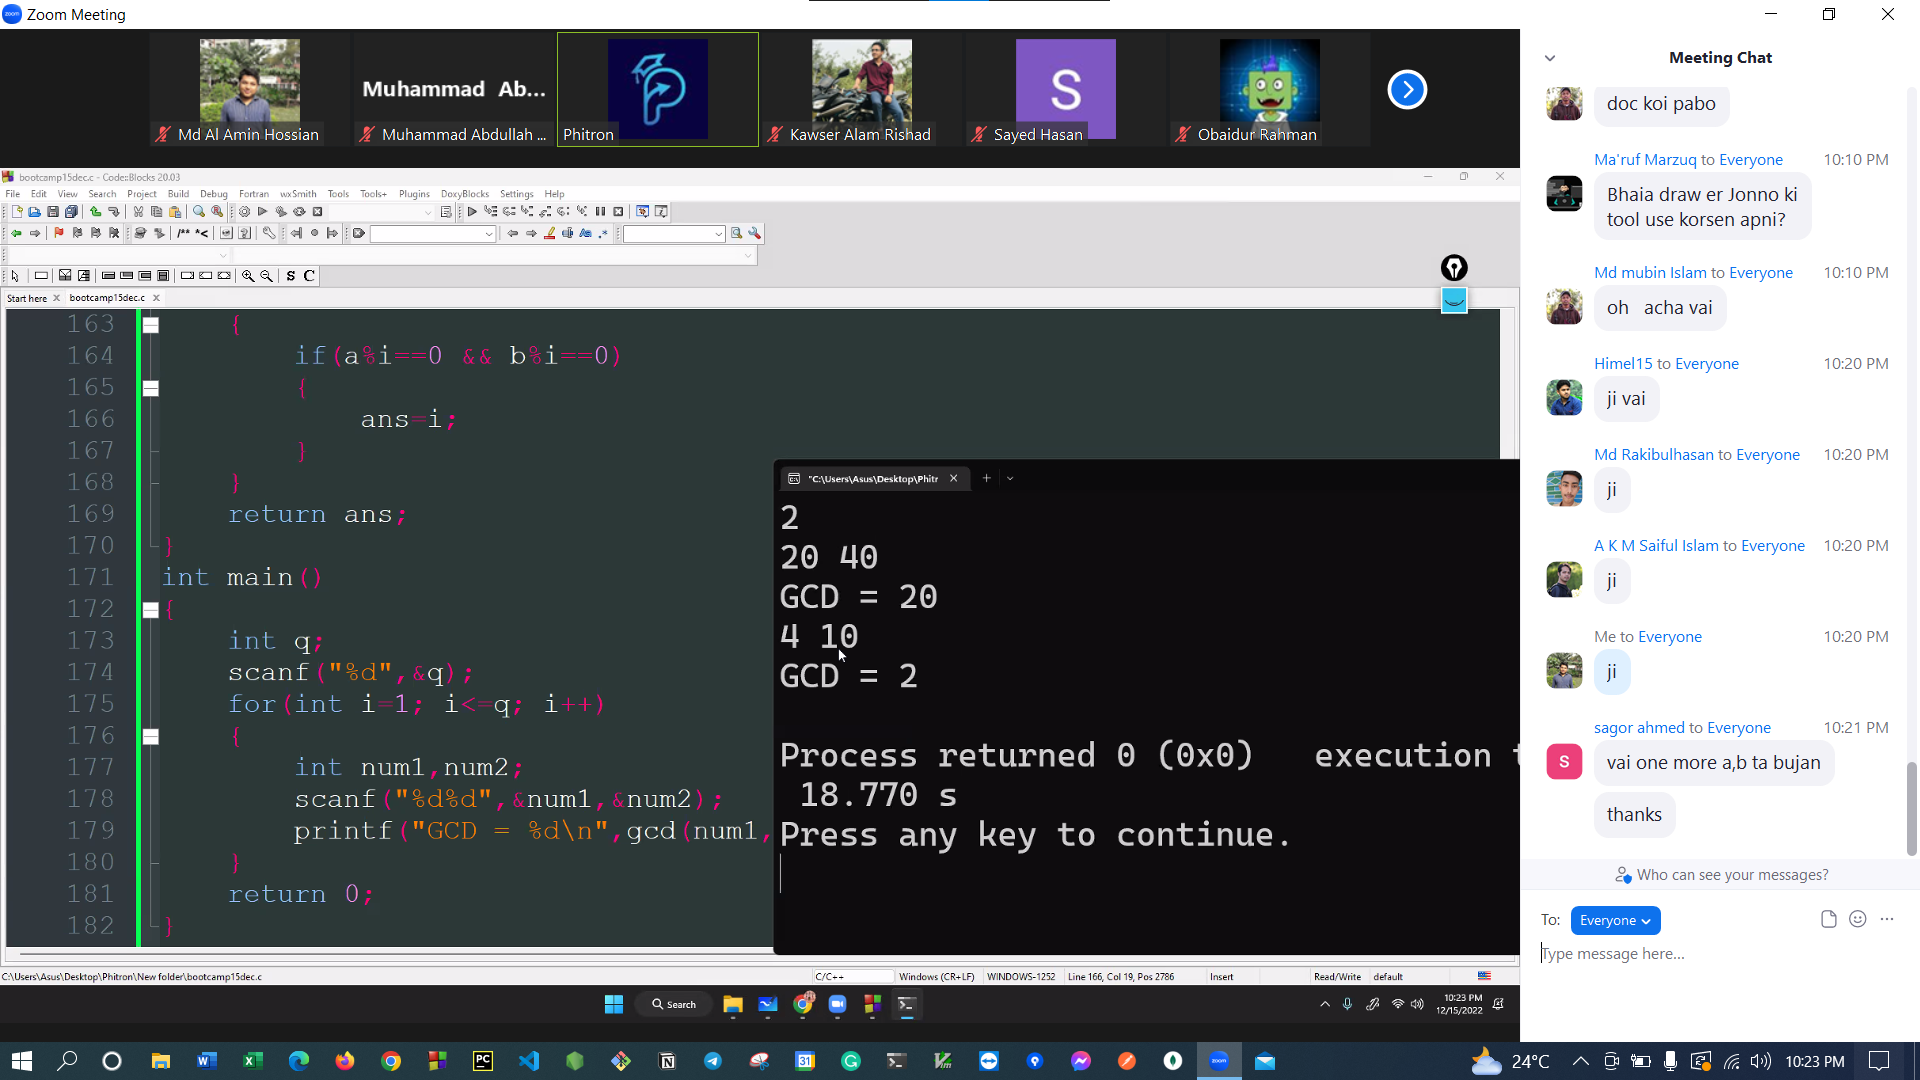 Zoom Meeting
Muhammad Ab...
S
Md Al Amin Hossian
Muhammad Abdullah ...
Phitron
Kawser Alam Rishad
Sayed Hasan
Obaidur Rahman
bootcamp15dec.c - Code::Blocks 20.03
File Edit View Search Project Build Debug Fortran wxSmith Tools Tools+ Plugins DoxyBlocks Settings Help
S C
Start here
bootcamp15dec.c
163 {
164 if(a%i==0 && b%i==0)
165 {
166 ans=i;
167 }
168 }
169 return ans;
170 }
171 int main()
172 {
173 int q;
174 scanf("%d",&q);
175 for(int i=1; i<=q; i++)
176 {
177 int num1,num2;
178 scanf("%d%d",&num1,&num2);
179 printf("GCD = %d\n",gcd(num1,
180 }
181 return 0;
182 }
"C:\Users\Asus\Desktop\Phitr
2
20 40
GCD = 20
4 10
GCD = 2
Process returned 0 (0x0) execution t
18.770 s
Press any key to continue.
C:\Users\Asus\Desktop\Phitron\New folder\bootcamp15dec.c
C/C++ Windows (CR+LF) WINDOWS-1252 Line 166, Col 19, Pos 2786 Insert Read/Write default
Search
10:23 PM
12/15/2022
Meeting Chat
doc koi pabo
Ma'ruf Marzuq to Everyone 10:10 PM
Bhaia draw er Jonno ki
tool use korsen apni?
Md mubin Islam to Everyone 10:10 PM
oh acha vai
Himel15 to Everyone 10:20 PM
ji vai
Md Rakibulhasan to Everyone 10:20 PM
ji
A K M Saiful Islam to Everyone 10:20 PM
ji
Me to Everyone 10:20 PM
ji
sagor ahmed to Everyone 10:21 PM
S
vai one more a,b ta bujan
thanks
Who can see your messages?
To: Everyone
Type message here...
24°C
10:23 PM